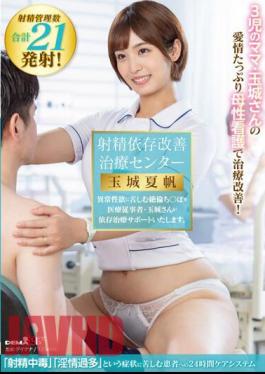 3児のママ・玉城さんの
愛情たっぷり母性看護で治療改善!
射精管理数
合計21発射!
射精依存改善
治療センター
玉城夏帆
異常性欲に苦しむ絶倫ち○ぽを
医療従事者・玉城さんが
依存治療サポートいたします。
JAVHD
「射精中毒」「淫情過多」という症状に苦しむ患者への24時間ケアシステム